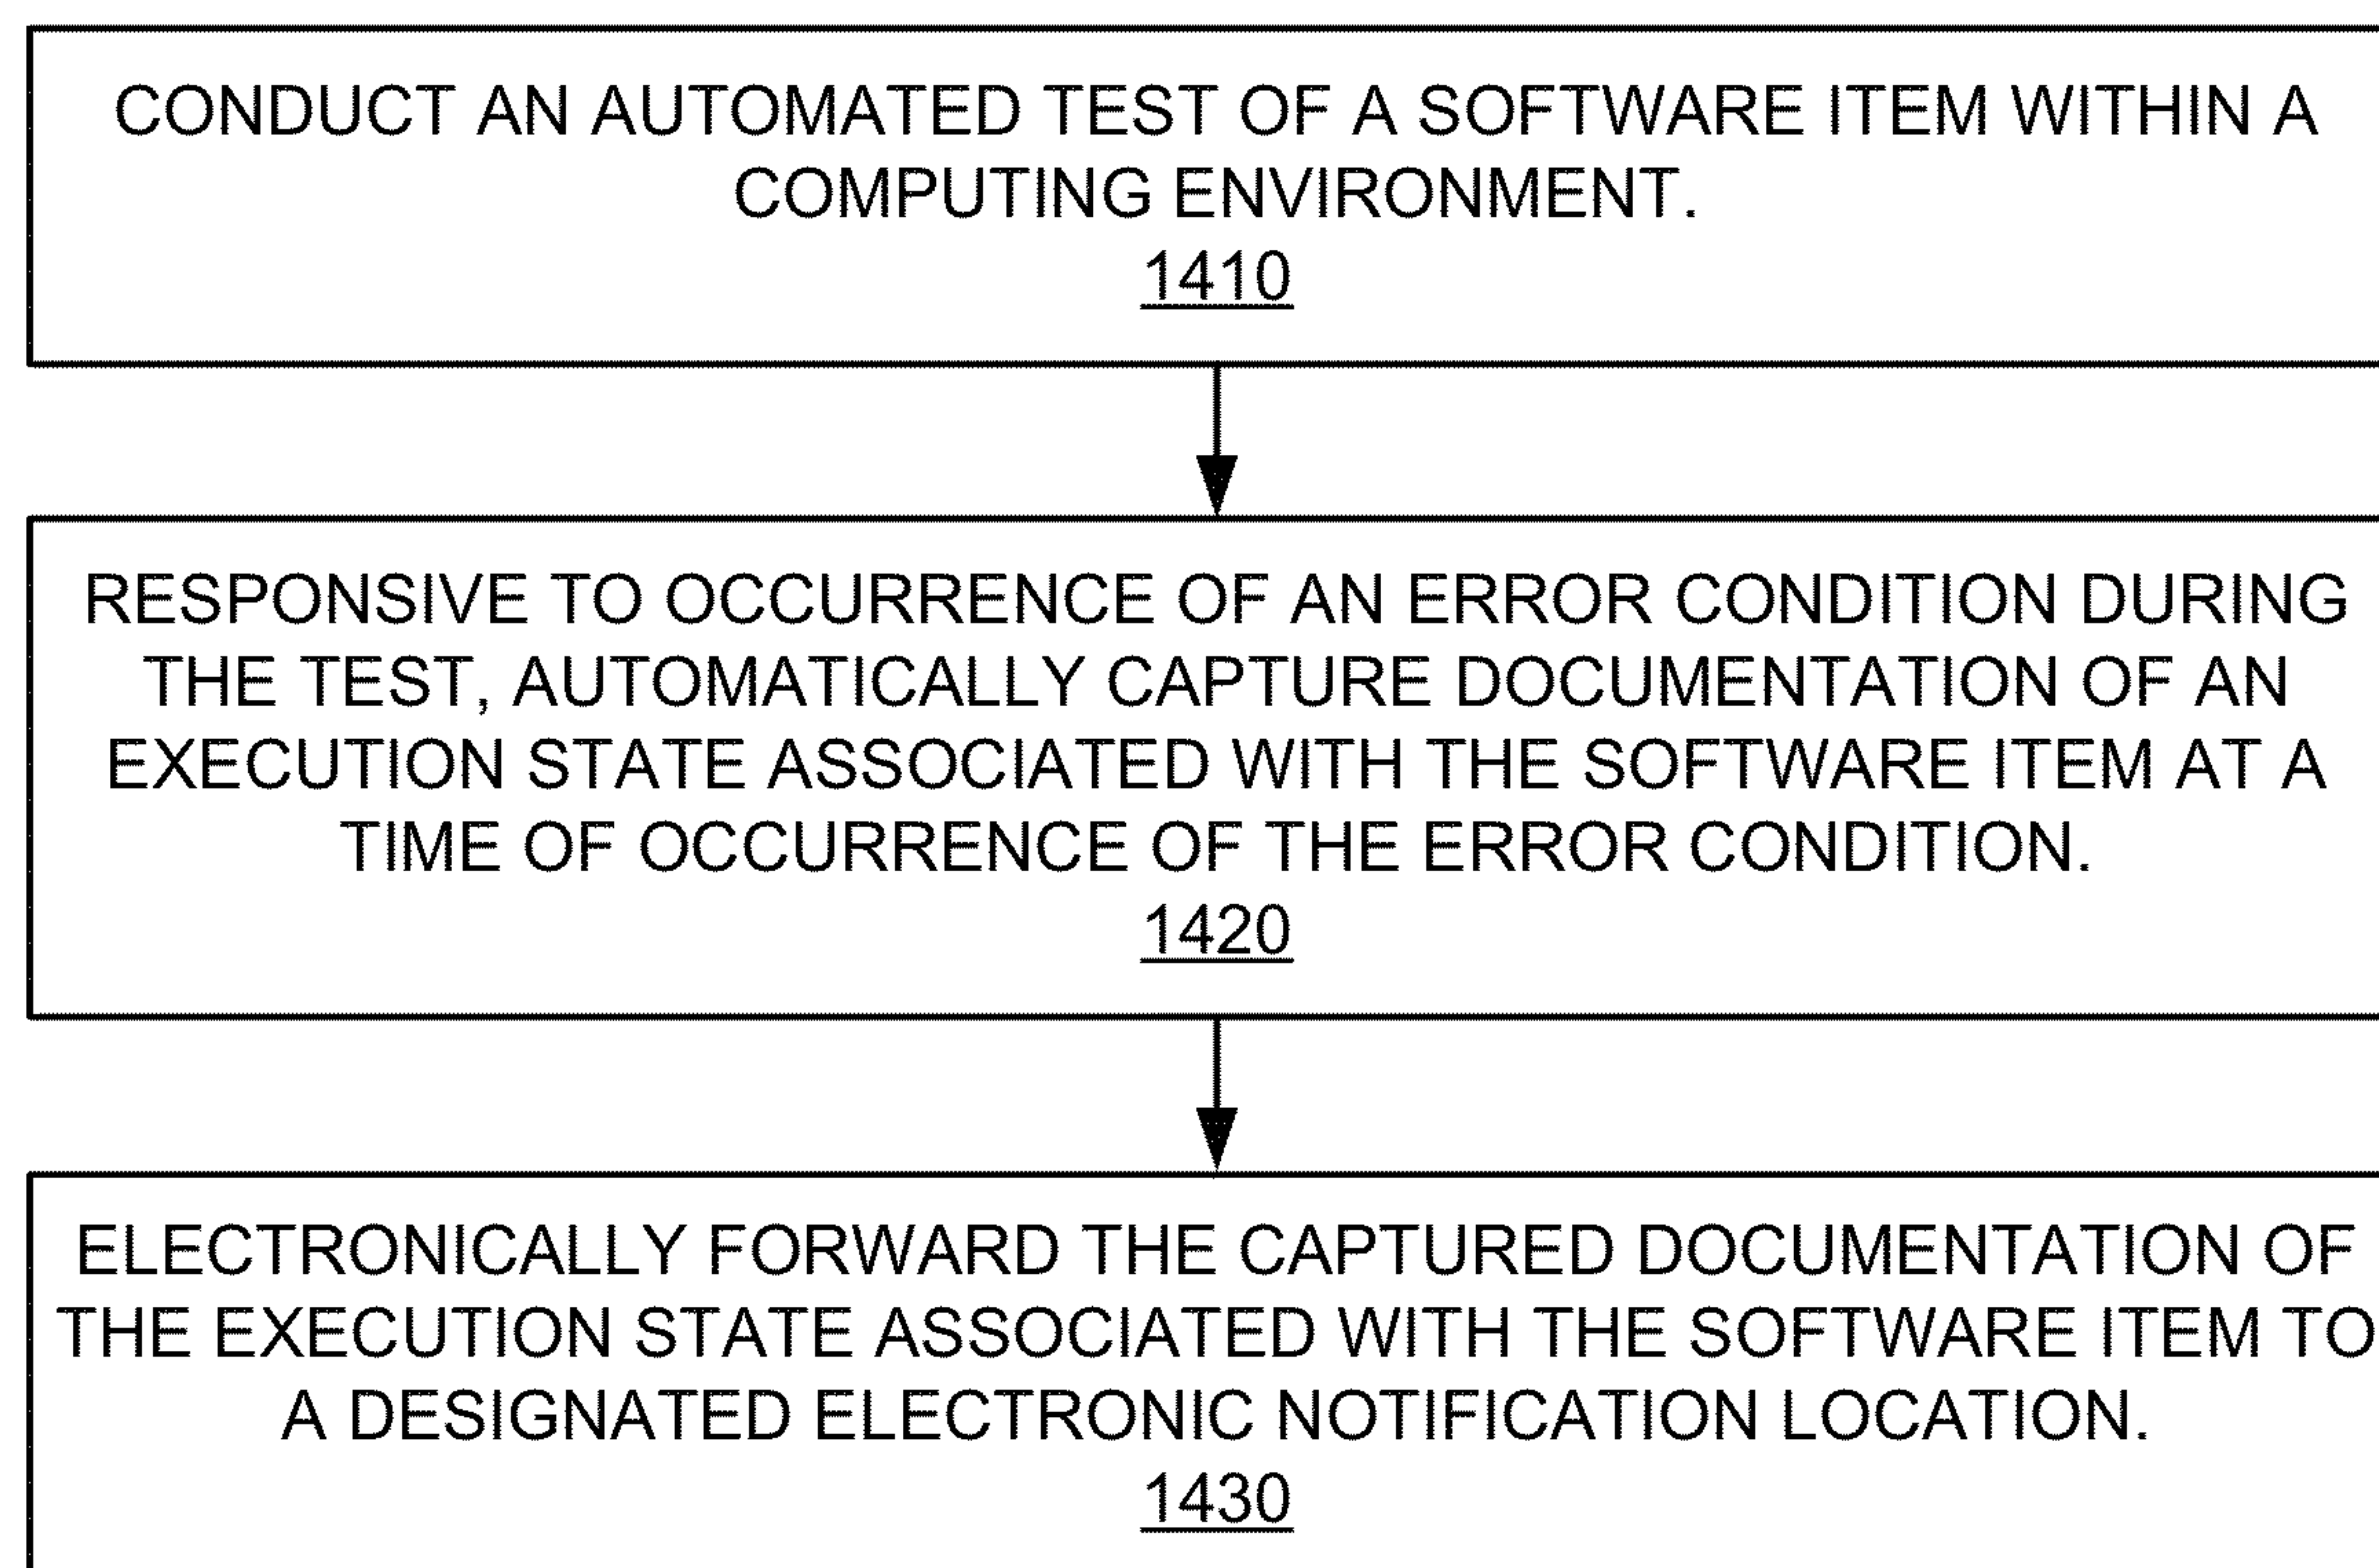 CONDUCT AN AUTOMATED TEST OF A SOFTWARE ITEM WITHIN A
COMPUTING ENVIRONMENT.
1410
RESPONSIVE TO OCCURRENCE OF AN ERROR CONDITION DURING
THE TEST, AUTOMATICALLY CAPTURE DOCUMENTATION OF AN
EXECUTION STATE ASSOCIATED WITH THE SOFTWARE ITEM AT A
TIME OF OCCURRENCE OF THE ERROR CONDITION.
1420
ELECTRONICALLY FORWARD THE CAPTURED DOCUMENTATION OF
THE EXECUTION STATE ASSOCIATED WITH THE SOFTWARE ITEM TO
A DESIGNATED ELECTRONIC NOTIFICATION LOCATION.
1430